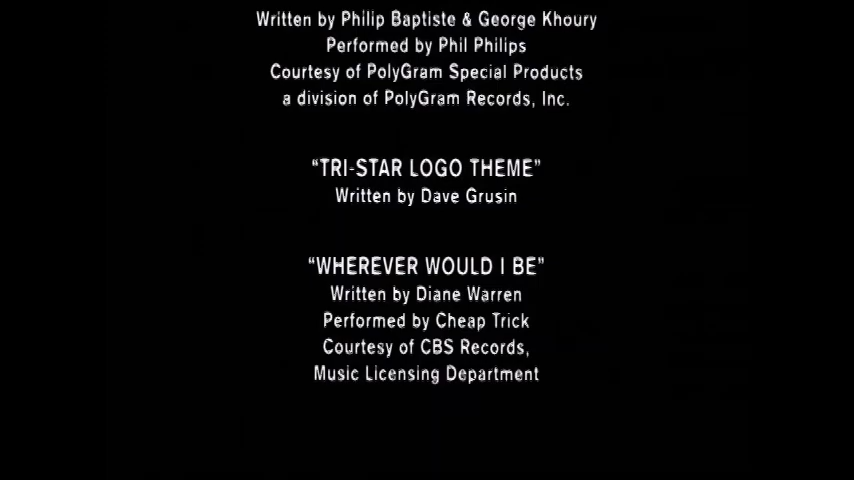 Written by Philip Baptiste & George Khoury
Performed by Phil Philips
Courtesy of PolyGram Special Products
a division of PolyGram Records, Inc.
“TRI-STAR LOGO THEME”
Written by Dave Grusin
“WHEREVER WOULD I BE”
Written by Diane Warren
Performed by Cheap Trick
Courtesy of CBS Records,
Music Licensing Department